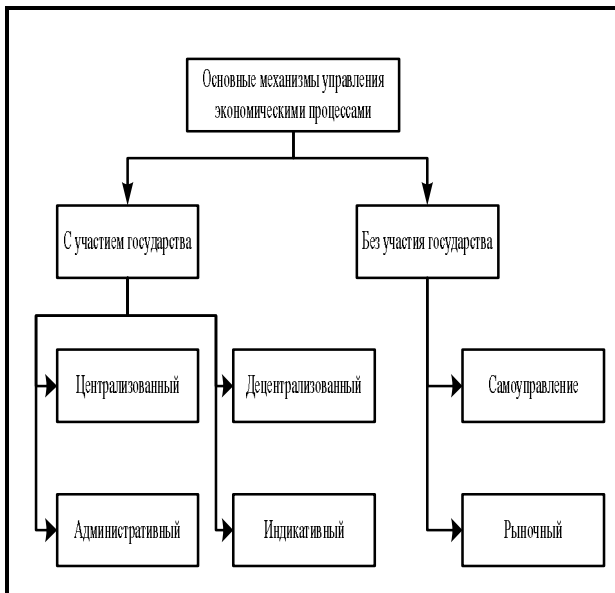 Основные механизмы управления
экономическими процессами
С участием государства
Без участия государства
Централизованный
Децентрализованный
Самоуправление
Административный
Индикативный
Рыночный